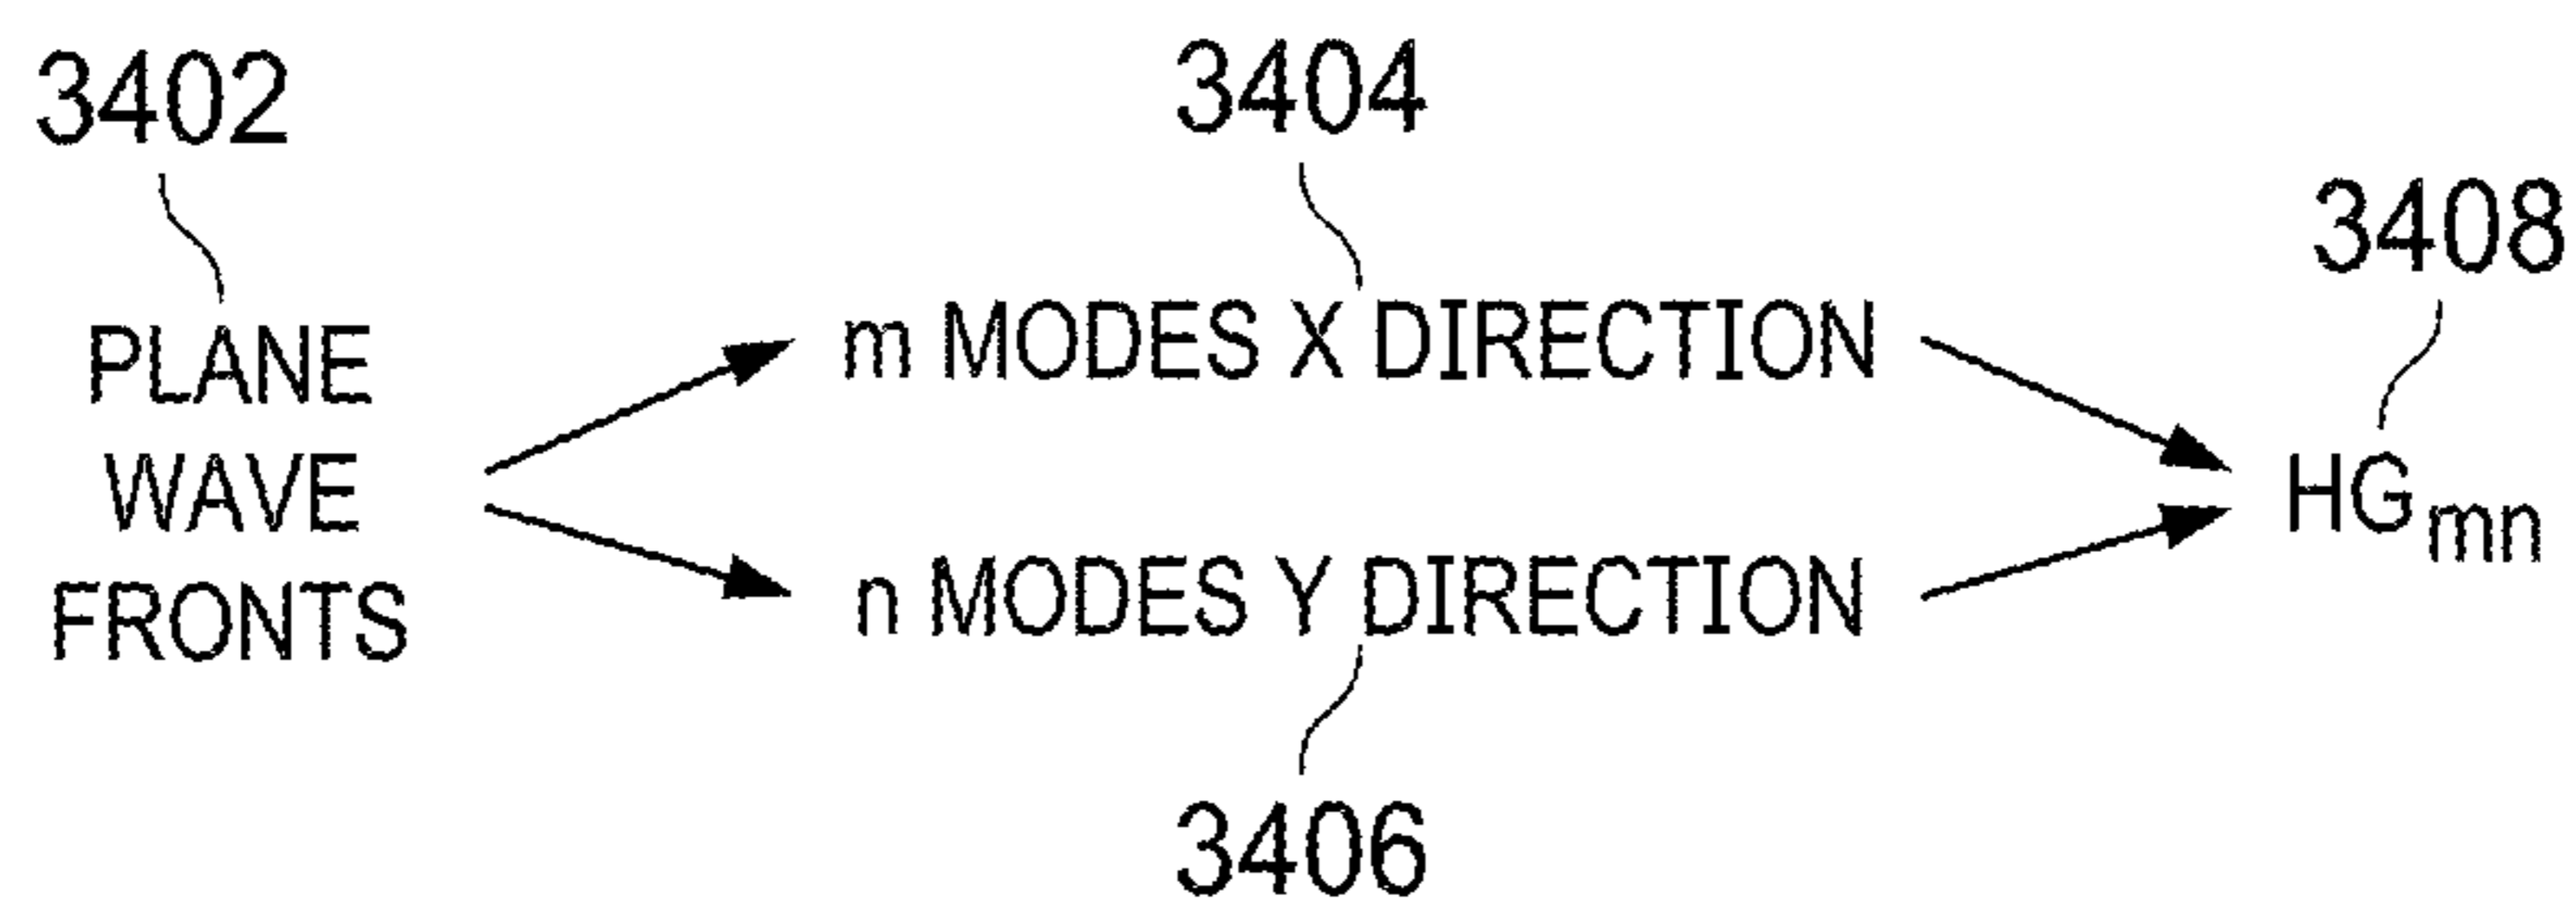 3402
PLANE
WAVE
FRONTS
3404
m MODES X DIRECTION
n MODES Y DIRECTION
3406
3408
HGmn